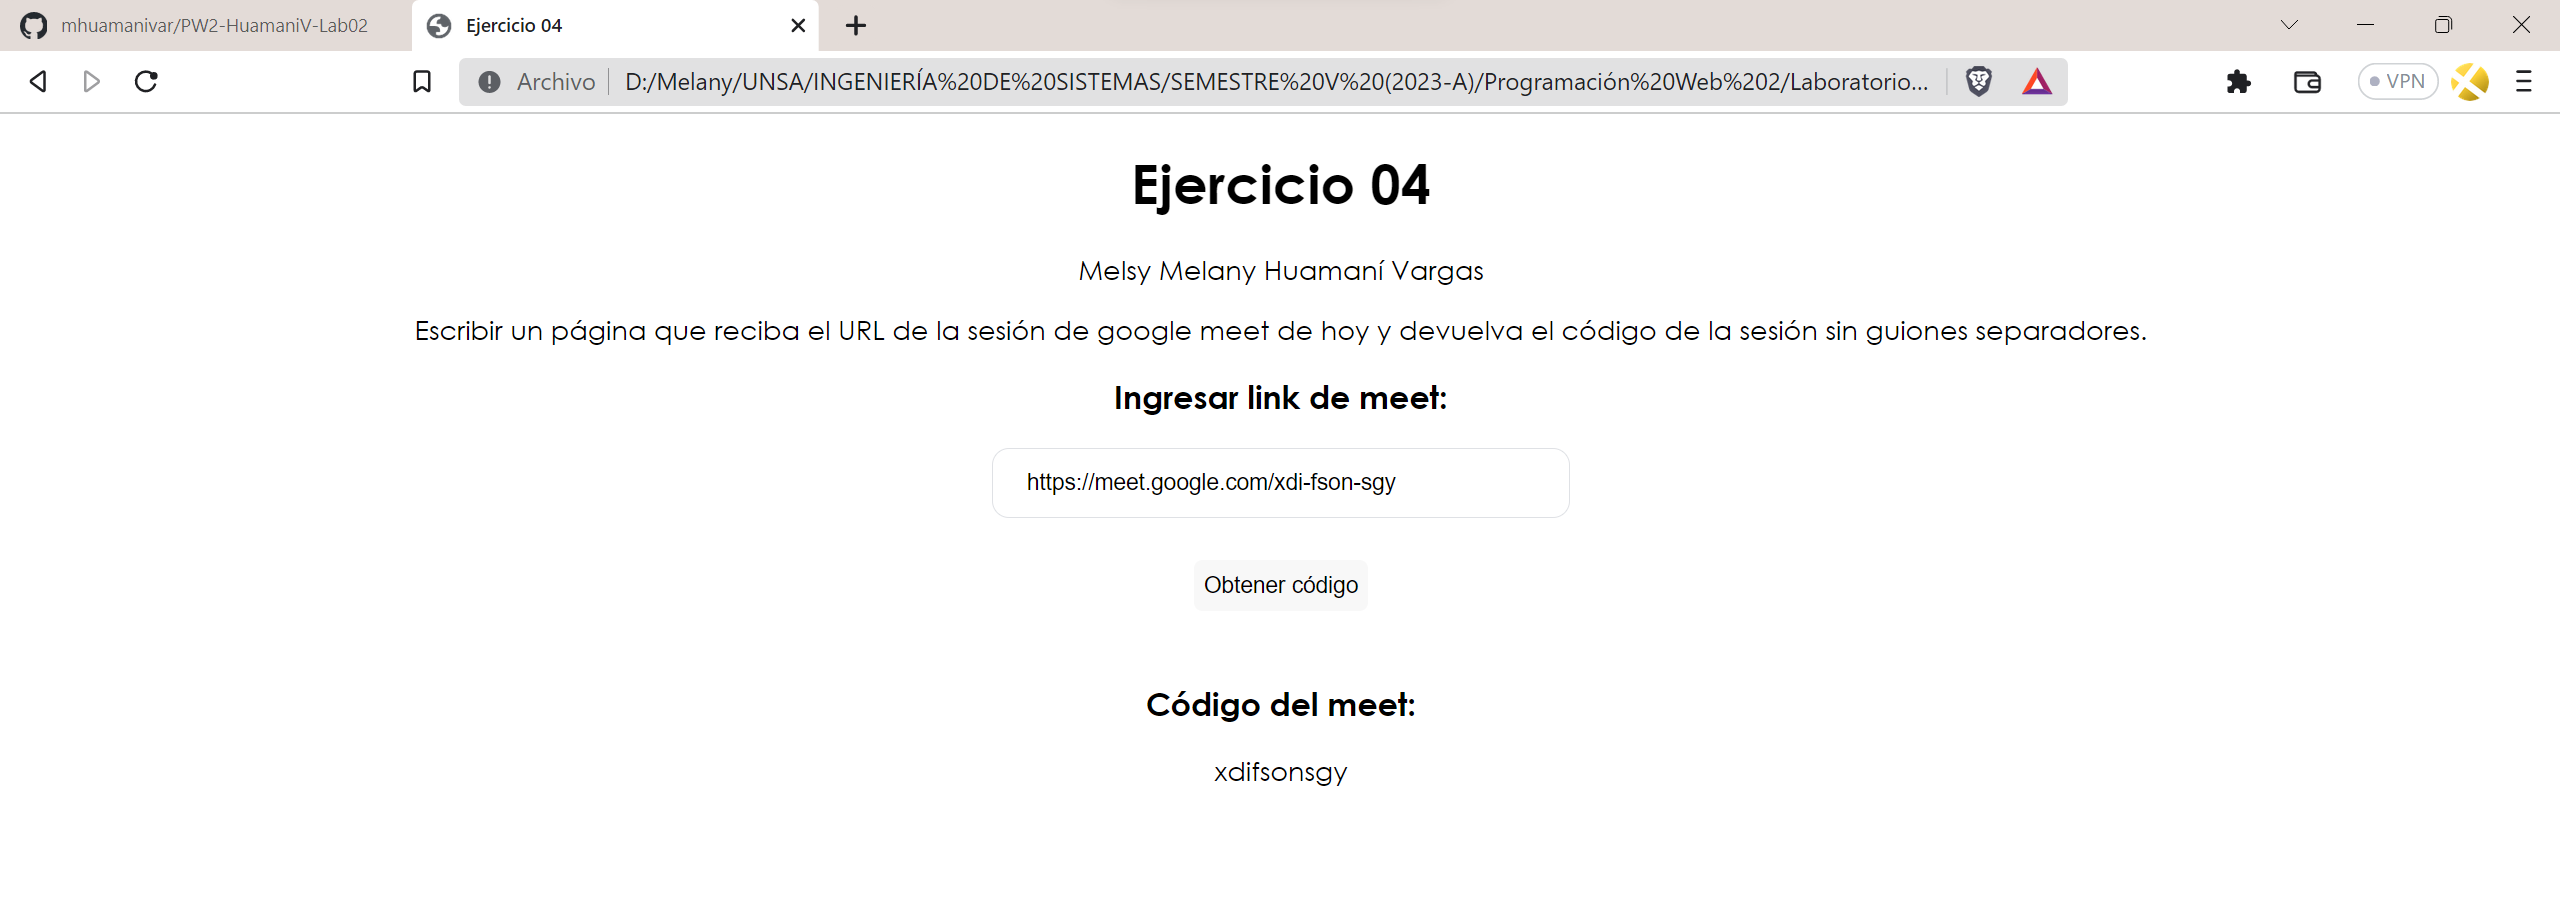 mhuamanivar/PW2-HuamaniV-Lab02
Ejercicio 04
Archivo
D:/Melany/UNSA/INGENIERÍA%20DE%20SISTEMAS/SEMESTRE%20V%20(2023-A)/Programación%20Web%202/Laboratorio...
VPN
Ejercicio 04
Melsy Melany Huamaní Vargas
Escribir un página que reciba el URL de la sesión de google meet de hoy y devuelva el código de la sesión sin guiones separadores.
Ingresar link de meet:
https://meet.google.com/xdi-fson-sgy
Obtener código
Código del meet:
xdifsonsgy